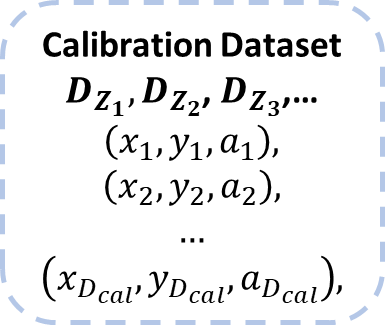 Calibration Dataset
D_{Z_1}, D_{Z_2}, D_{Z_3},...
(x_1, y_1, a_1),
(x_2, y_2, a_2),
...
(x_{D_{cal}}, y_{D_{cal}}, a_{D_{cal}}),